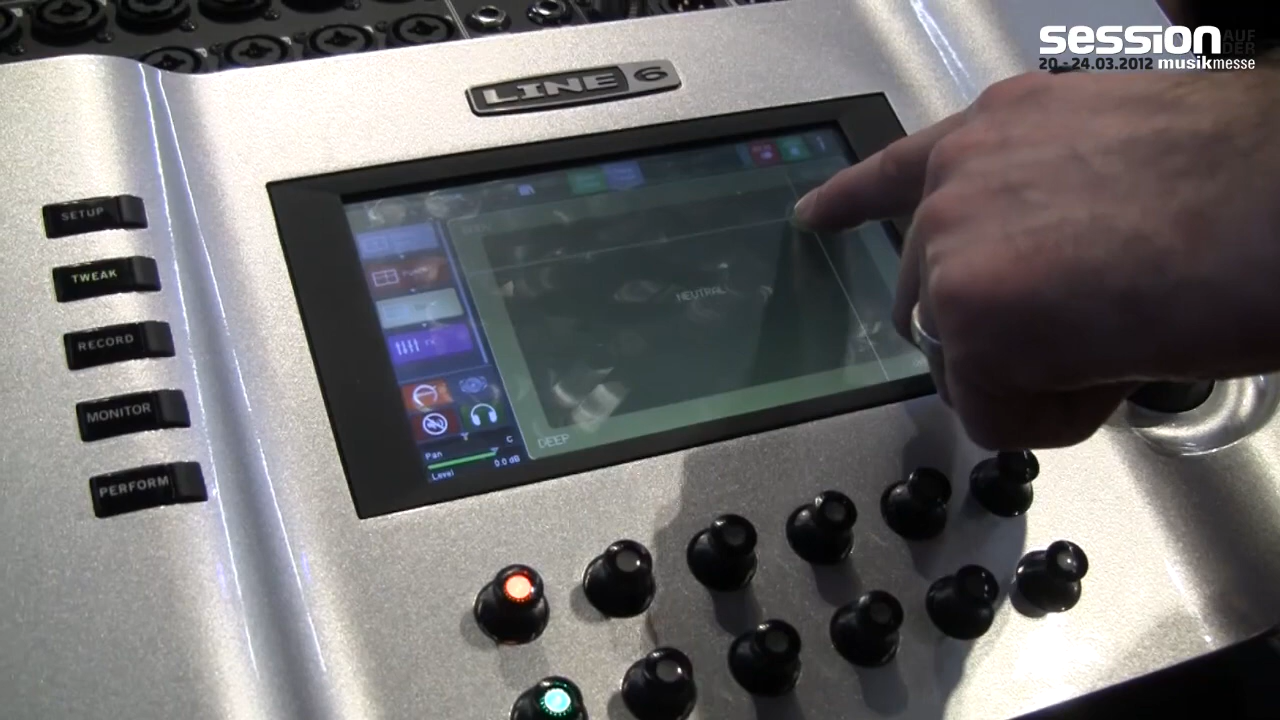 session AUF DER
20. - 24.03.2012 musikmesse
LINE 6
SETUP
TWEAK
RECORD
MONITOR
PERFORM
NEUTRAL
DEEP
Pan
C
Level
0.0 dB